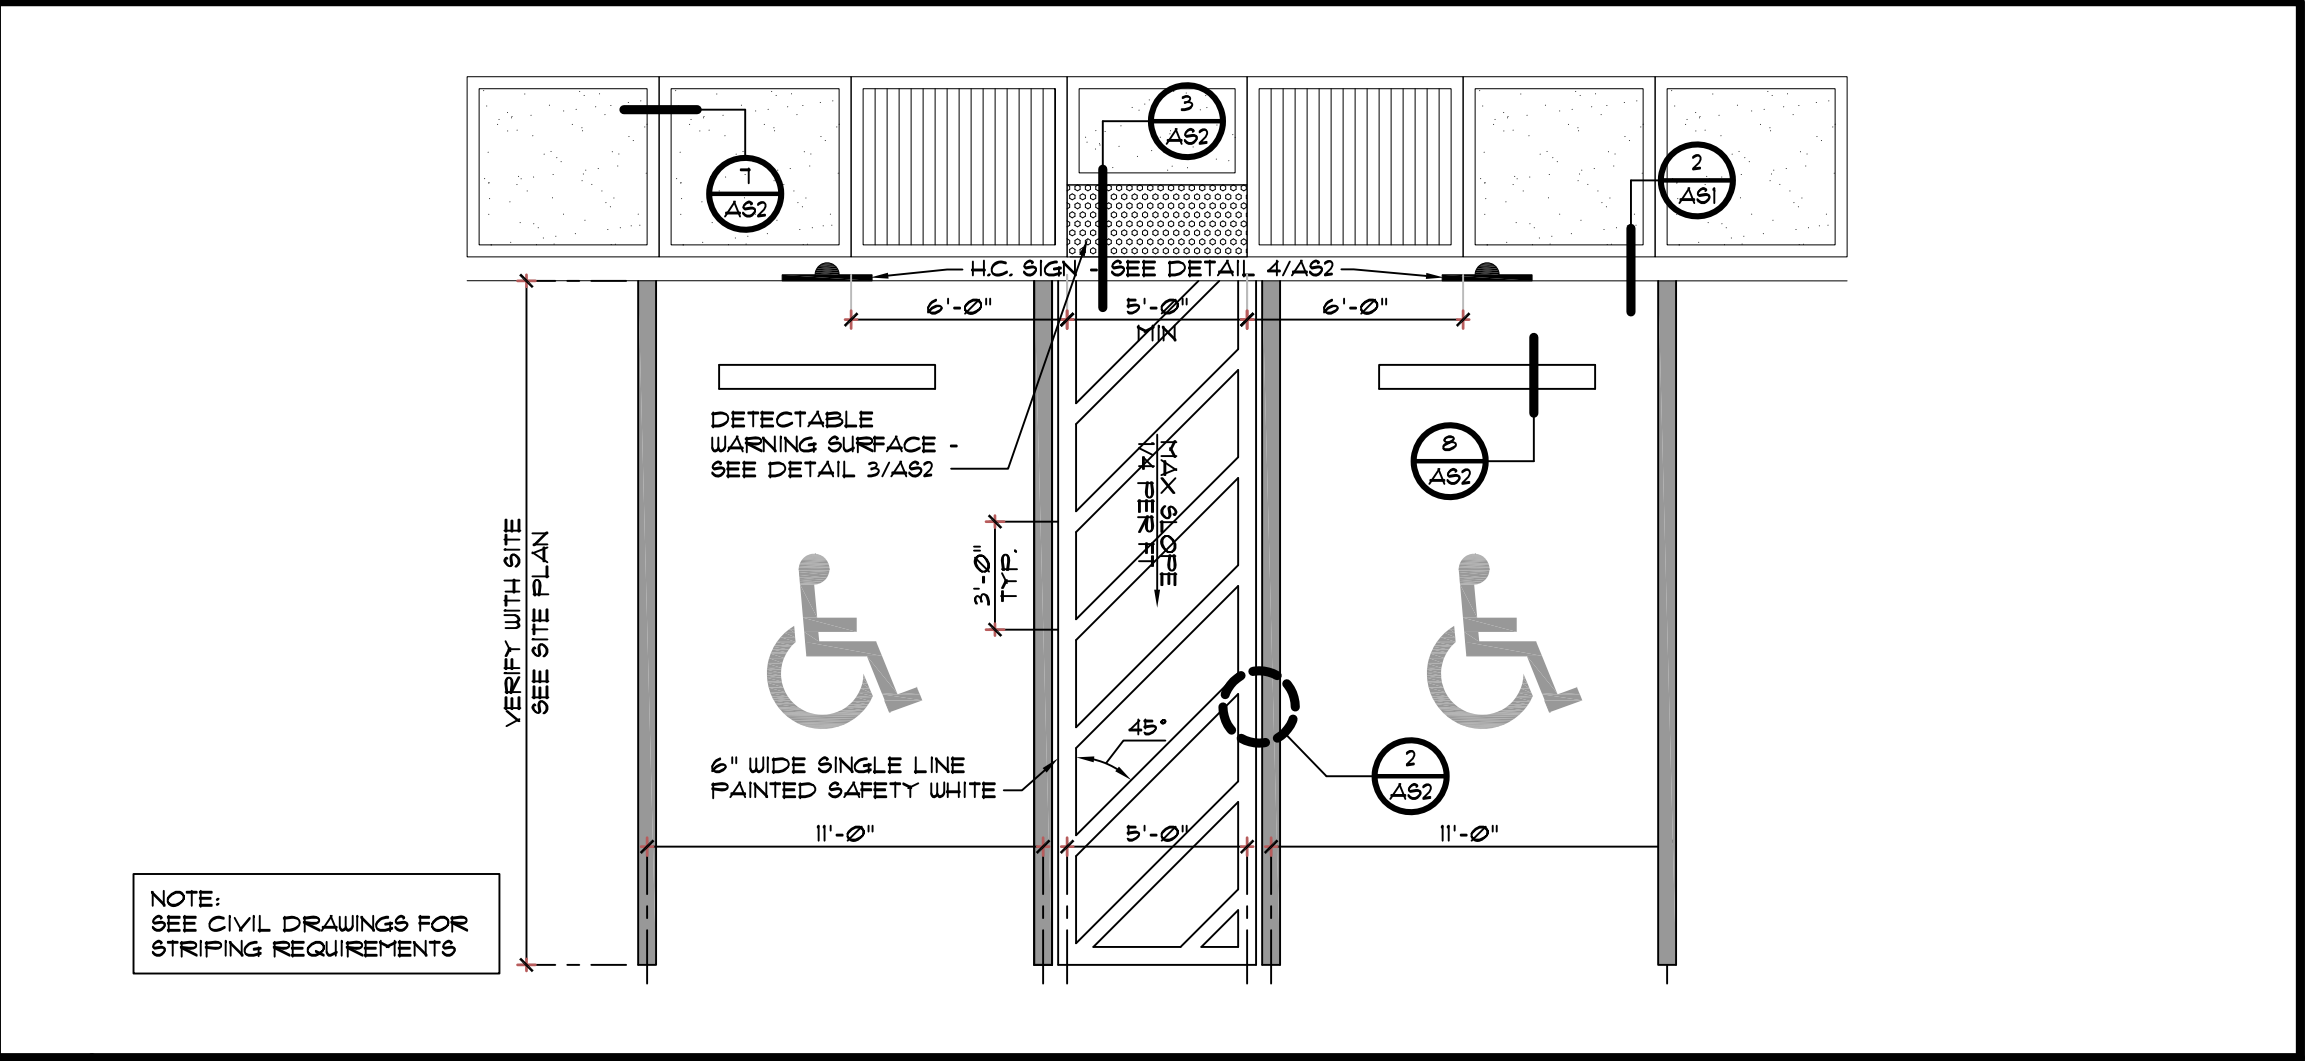 3
AS2
2
AS1
7
AS2
H.C. SIGN - SEE DETAIL 4/AS2
6'-0"
5'-0"
MIN
6'-0"
DETECTABLE
WARNING SURFACE -
SEE DETAIL 3/AS2
MAX SLOPE
1/4 PER FT
8
AS2
3'-0"
TYP.
VERIFY WITH SITE
SEE SITE PLAN
45°
6" WIDE SINGLE LINE
PAINTED SAFETY WHITE
2
AS2
11'-0"
5'-0"
11'-0"
NOTE:
SEE CIVIL DRAWINGS FOR
STRIPING REQUIREMENTS